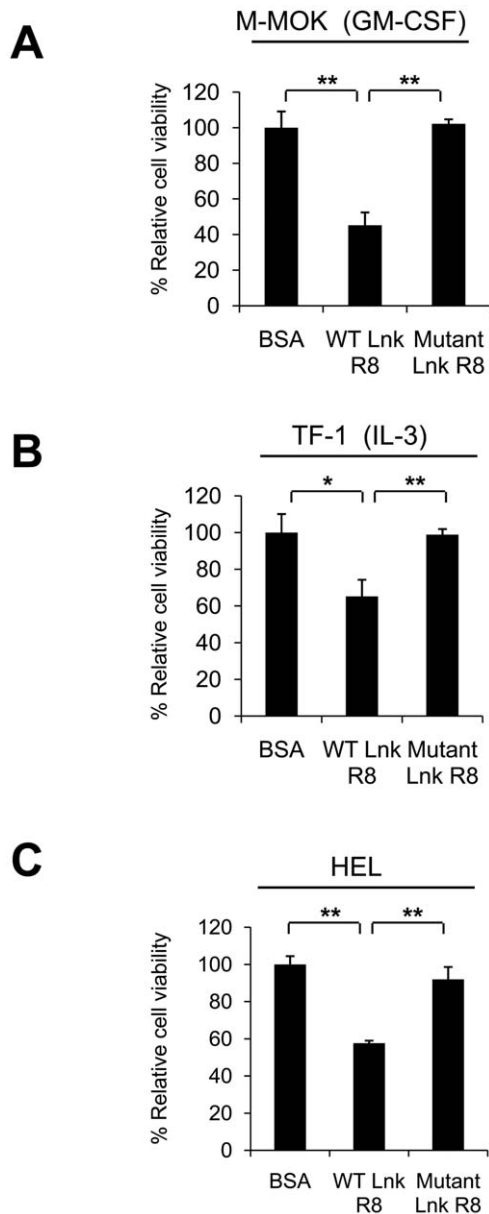 A
M-MOK (GM-CSF)
** **
% Relative cell viability
120
100
80
60
40
20
0
BSA WT Lnk Mutant
R8 Lnk R8
B
TF-1 (IL-3)
* **
% Relative cell viability
120
100
80
60
40
20
0
BSA WT Lnk Mutant
R8 Lnk R8
C
HEL
** **
% Relative cell viability
120
100
80
60
40
20
0
BSA WT Lnk Mutant
R8 Lnk R8